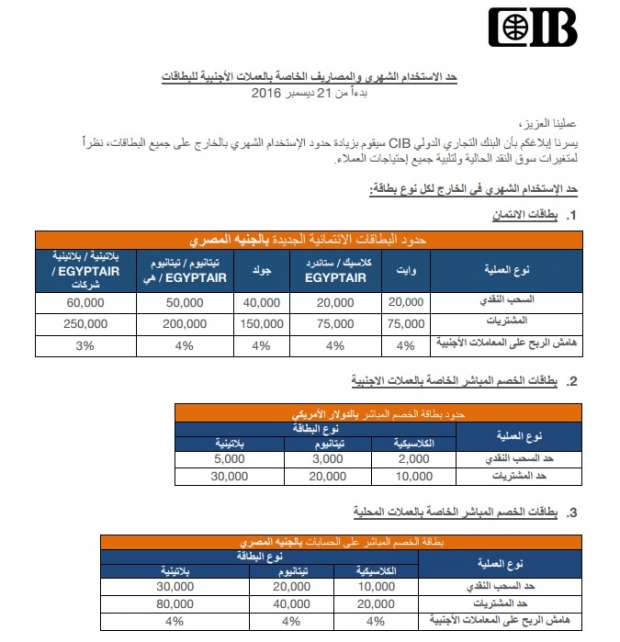 CIB
حد الاستخدام الشهري والمصاريف الخاصة بالعملات الأجنبية للبطاقات
بدءاً من 21 ديسمبر 2016
عملينا العزيز،
يسرنا إبلاغكم بأن البنك التجاري الدولي CIB سيقوم بزيادة حدود الإستخدام الشهري بالخارج على جميع البطاقات، نظراً
لمتغيرات سوق النقد الحالية ولتلبية جميع إحتياجات العملاء.
حد الإستخدام الشهري في الخارج لكل نوع بطاقة:
1. بطاقات الائتمان
حدود البطاقات الائتمانية الجديدة بالجنيه المصري
نوع العملية وايت كلاسيك / ستاندرد EGYPTAIR جولد تيتانيوم / تيتانيوم EGYPTAIR / هي بلاتينية / بلاتينية EGYPTAIR / شركات
السحب النقدي 20,000 20,000 40,000 50,000 60,000
المشتريات 75,000 75,000 150,000 200,000 250,000
هامش الربح على المعاملات الأجنبية 4% 4% 4% 4% 3%
2. بطاقات الخصم المباشر الخاصة بالعملات الاجنبية
حدود بطاقة الخصم المباشر بالدولار الأمريكي
نوع العملية نوع البطاقة
الكلاسيكية تيتانيوم بلاتينية
حد السحب النقدي 2,000 3,000 5,000
حد المشتريات 10,000 20,000 30,000
3. بطاقات الخصم المباشر الخاصة بالعملات المحلية
بطاقة الخصم المباشر على الحسابات بالجنيه المصري
نوع العملية نوع البطاقة
الكلاسيكية تيتانيوم بلاتينية
حد السحب النقدي 10,000 20,000 30,000
حد المشتريات 20,000 40,000 80,000
هامش الربح على المعاملات الأجنبية 4% 4% 4%